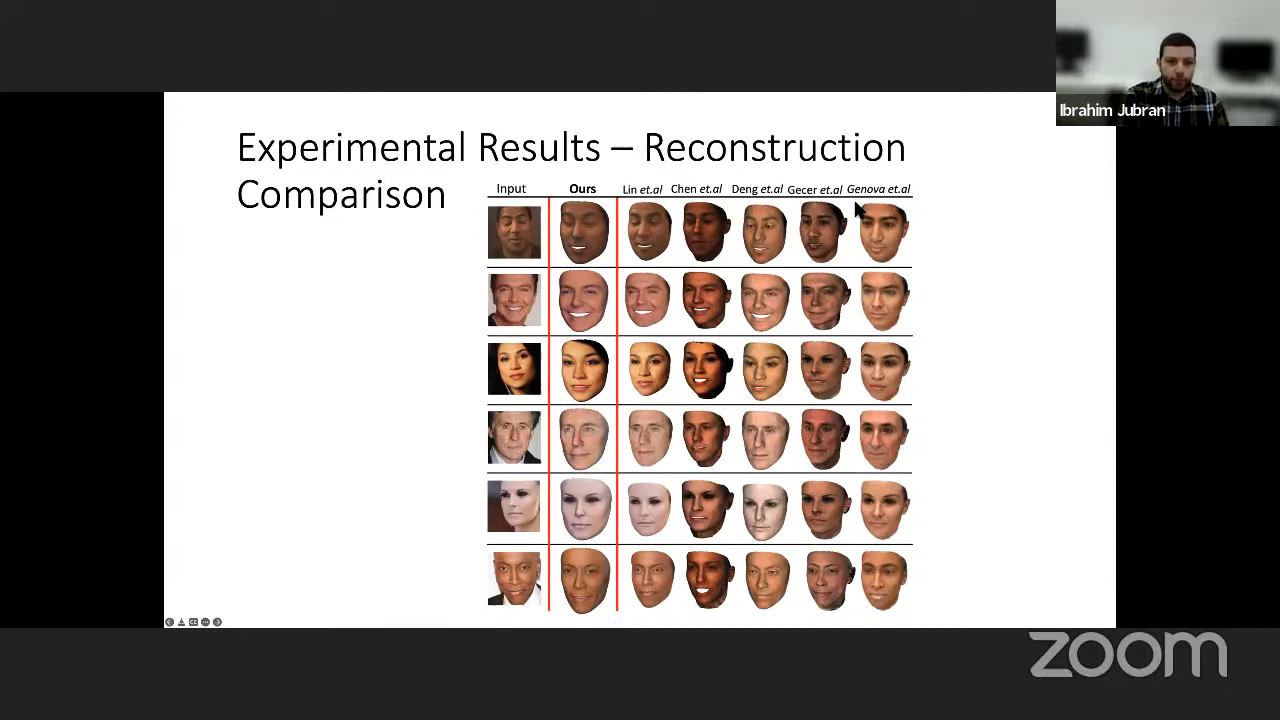 Ibrahim Jubran
Experimental Results – Reconstruction
Comparison
Input Ours Lin et.al Chen et.al Deng et.al Gecer et.al Genova et.al
zoom